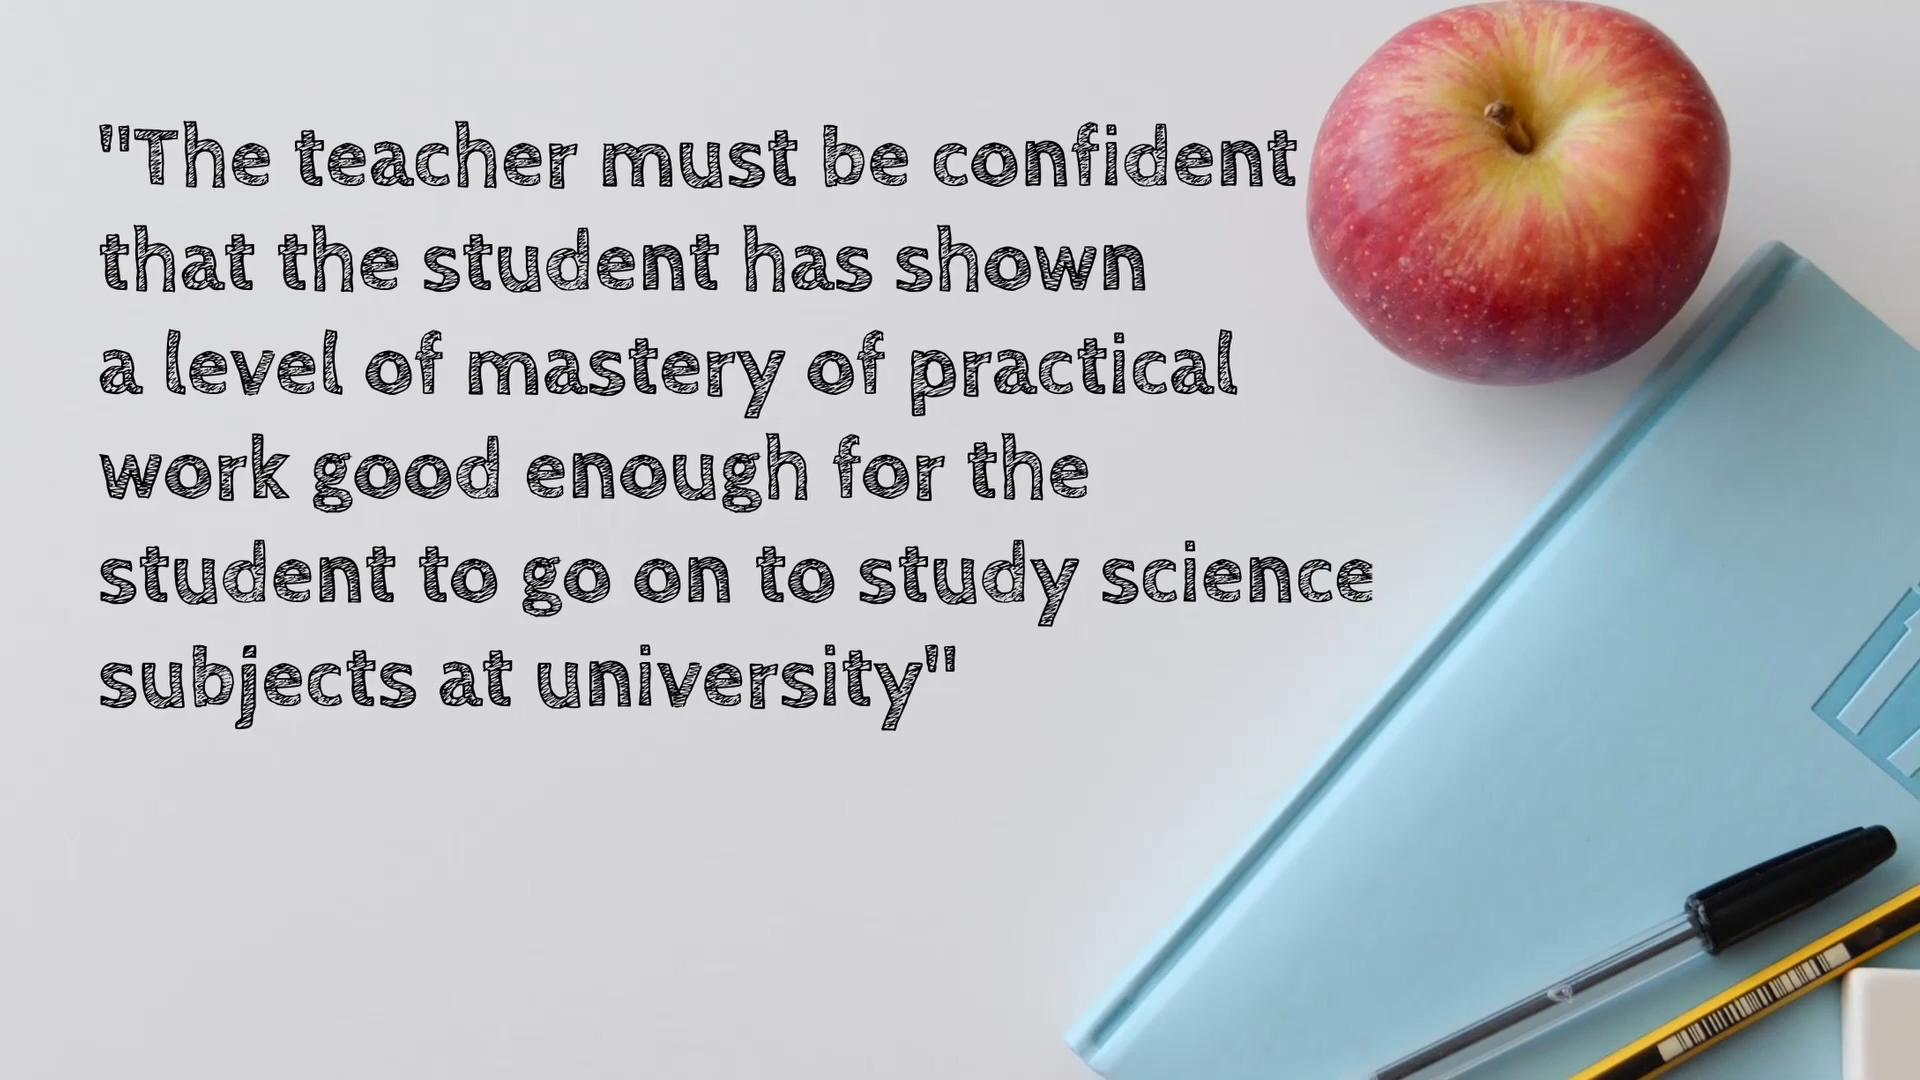 "The teacher must be confident
that the student has shown
a level of mastery of practical
work good enough for the
student to go on to study science
subjects at university"